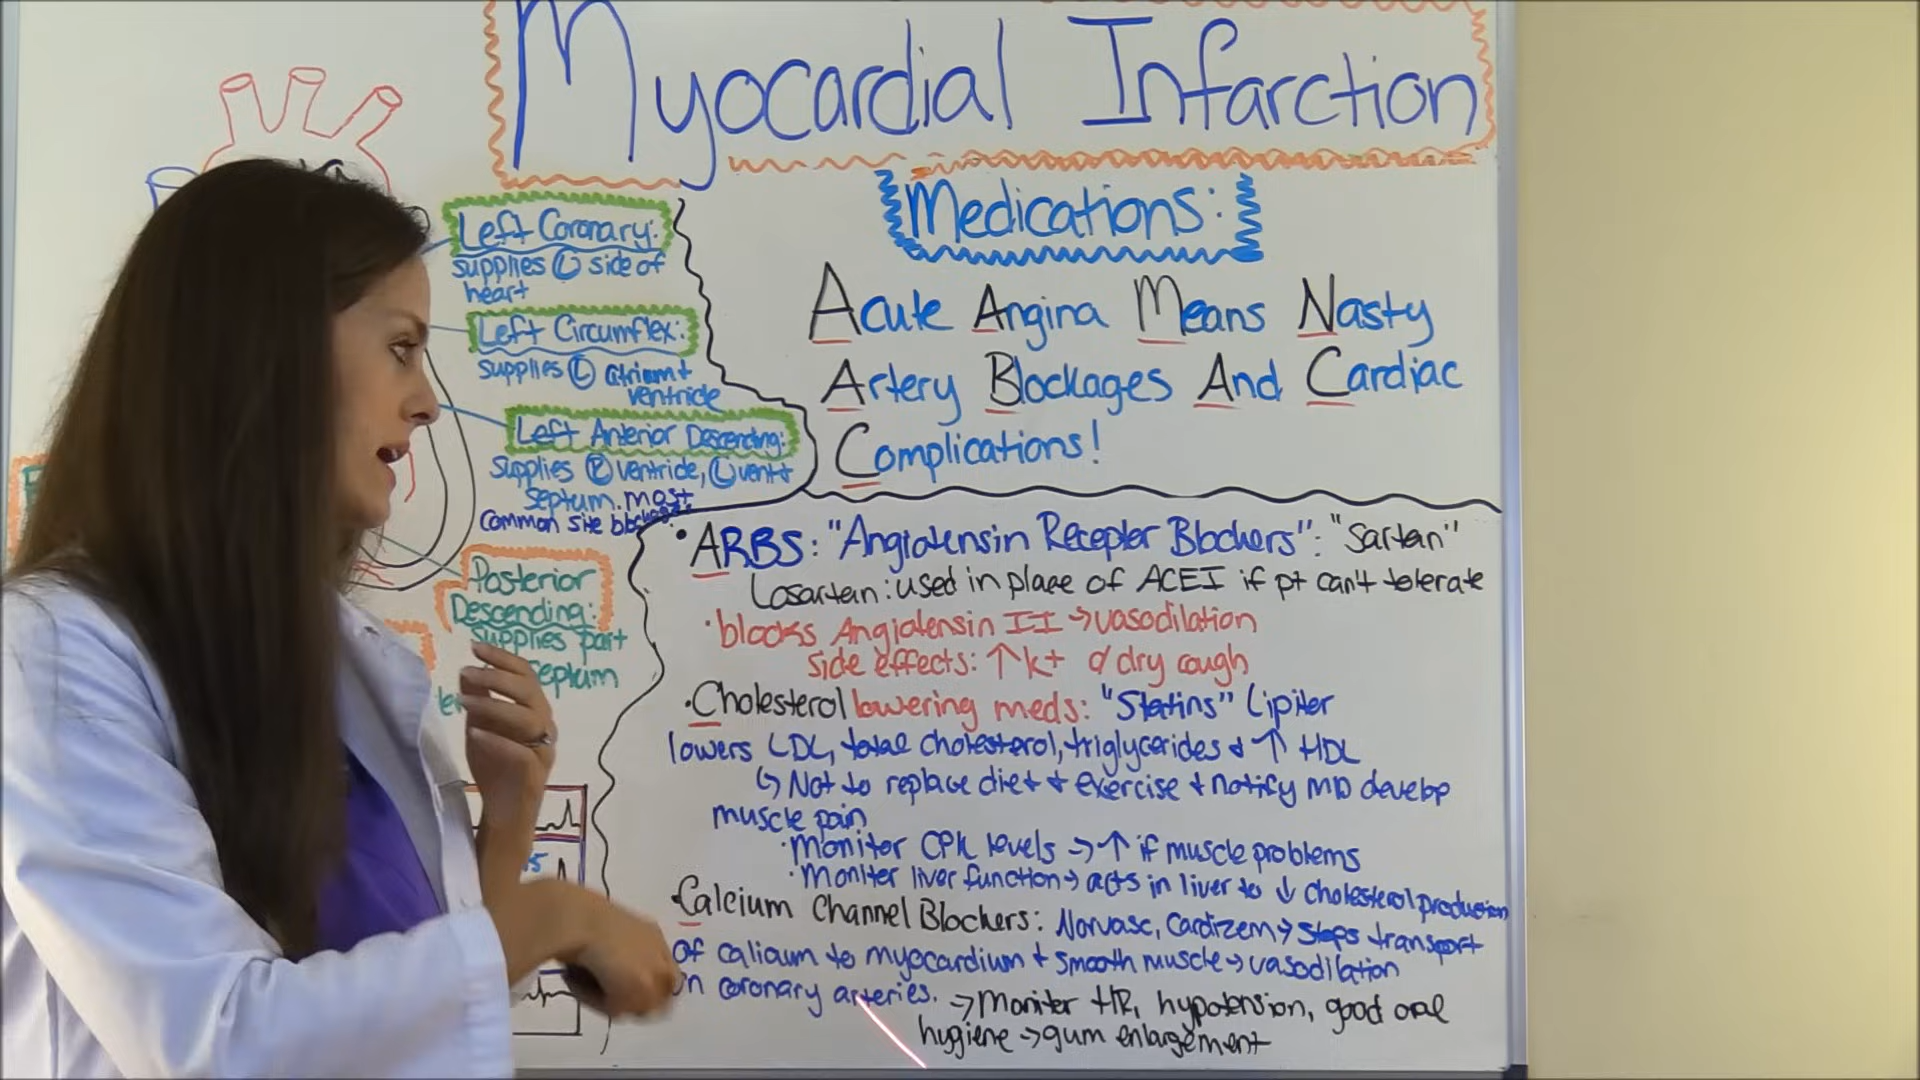 Myocardial Infarction
Left Coronary:
supplies L side of
heart
Left Circumflex:
supplies L atrium +
ventricle
Left Anterior Descending:
supplies R ventricle, L vent +
septum. most
common site
Posterior
Descending:
supplies part
septum
Medications:
Acute Angina Means Nasty
Artery Blockages And Cardiac
Complications!
• ARBS: "Angiotensin Receptor Blockers": "Sartan"
Losartan: used in place of ACEI if pt can't tolerate
• blocks Angiotensin II → vasodilation
side effects: ↑ K+ dry cough
• Cholesterol lowering meds: "Statins" Lipitor
lowers LDL, total cholesterol, triglycerides + ↑ HDL
↳ Not to replace diet + exercise + notify MD develop
muscle pain
• Monitor CPK levels → ↑ if muscle problems
• Monitor liver function → acts in liver to ↓ cholesterol production
• Calcium Channel Blockers: Norvasc, Cardizem → stops transport
of calicum to myocardium + smooth muscle → vasodilation
in coronary arteries. → Moniter HR, hypotension, good oral
hygiene → gum enlargement